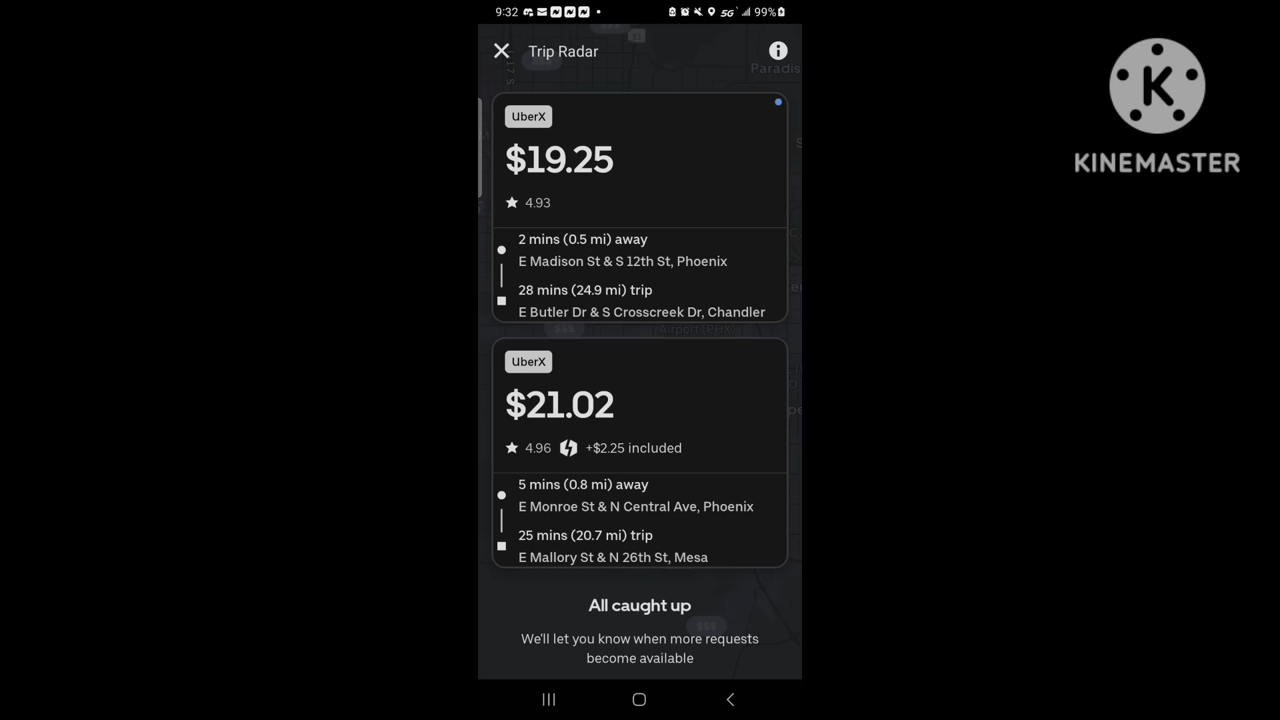 9:32
5G
99%
Trip Radar
Paradis
UberX
$19.25
4.93
2 mins (0.5 mi) away
E Madison St & S 12th St, Phoenix
28 mins (24.9 mi) trip
E Butler Dr & S Crosscreek Dr, Chandler
$$$
Airport (PHX)
UberX
$21.02
4.96 +$2.25 included
5 mins (0.8 mi) away
E Monroe St & N Central Ave, Phoenix
25 mins (20.7 mi) trip
E Mallory St & N 26th St, Mesa
All caught up
$$$
We'll let you know when more requests
become available
K
KINEMASTER